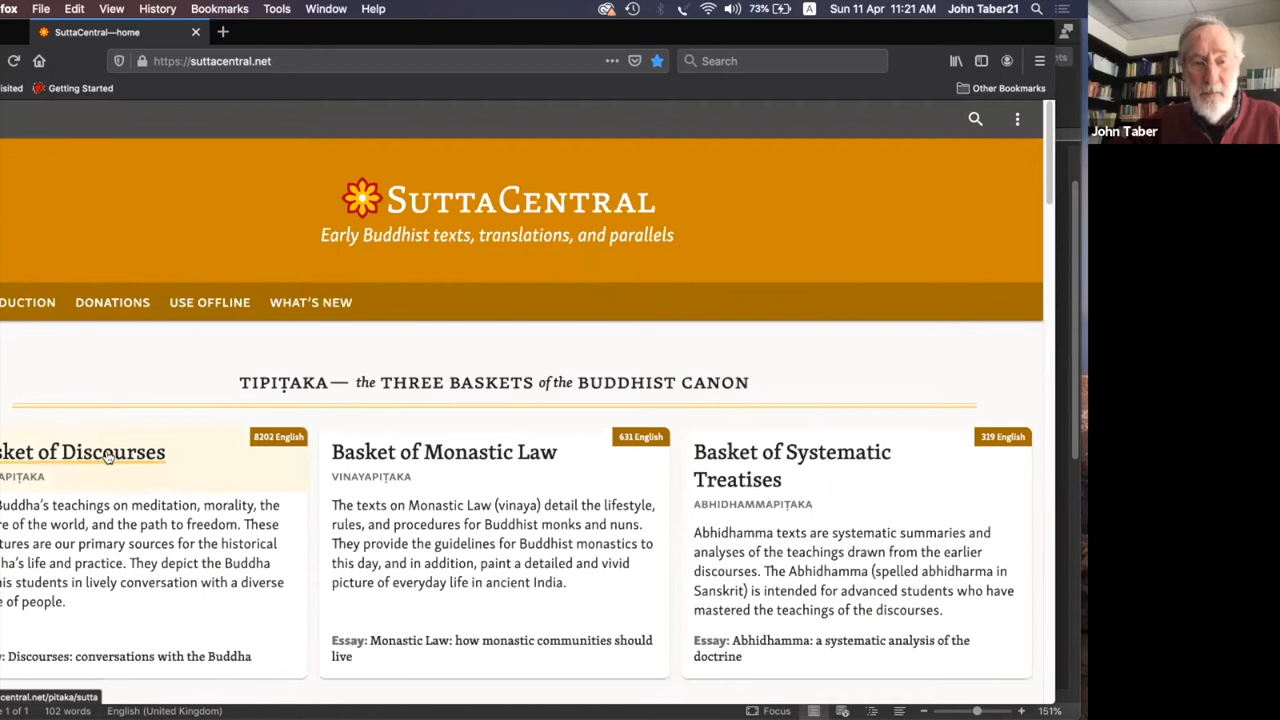 fox File Edit View History Bookmarks Tools Window Help 73% A Sun 11 Apr 11:21 AM John Taber21
SuttaCentral—home
https://suttacentral.net
Search
isited Getting Started Other Bookmarks
SUTTACENTRAL
Early Buddhist texts, translations, and parallels
DUCTION DONATIONS USE OFFLINE WHAT'S NEW
TIPIṬAKA— the THREE BASKETS of the BUDDHIST CANON
8202 English
sket of Discourses
APIṬAKA
Buddha's teachings on meditation, morality, the
re of the world, and the path to freedom. These
tures are our primary sources for the historical
ha's life and practice. They depict the Buddha
his students in lively conversation with a diverse
e of people.
y: Discourses: conversations with the Buddha
631 English
Basket of Monastic Law
VINAYAPIṬAKA
The texts on Monastic Law (vinaya) detail the lifestyle,
rules, and procedures for Buddhist monks and nuns.
They provide the guidelines for Buddhist monastics to
this day, and in addition, paint a detailed and vivid
picture of everyday life in ancient India.
Essay: Monastic Law: how monastic communities should
live
319 English
Basket of Systematic
Treatises
ABHIDHAMMAPIṬAKA
Abhidhamma texts are systematic summaries and
analyses of the teachings drawn from the earlier
discourses. The Abhidhamma (spelled abhidharma in
Sanskrit) is intended for advanced students who have
mastered the teachings of the discourses.
Essay: Abhidhamma: a systematic analysis of the
doctrine
central.net/pitaka/sutta
e 1 of 1 102 words English (United Kingdom) Focus 151%
nts
John Taber